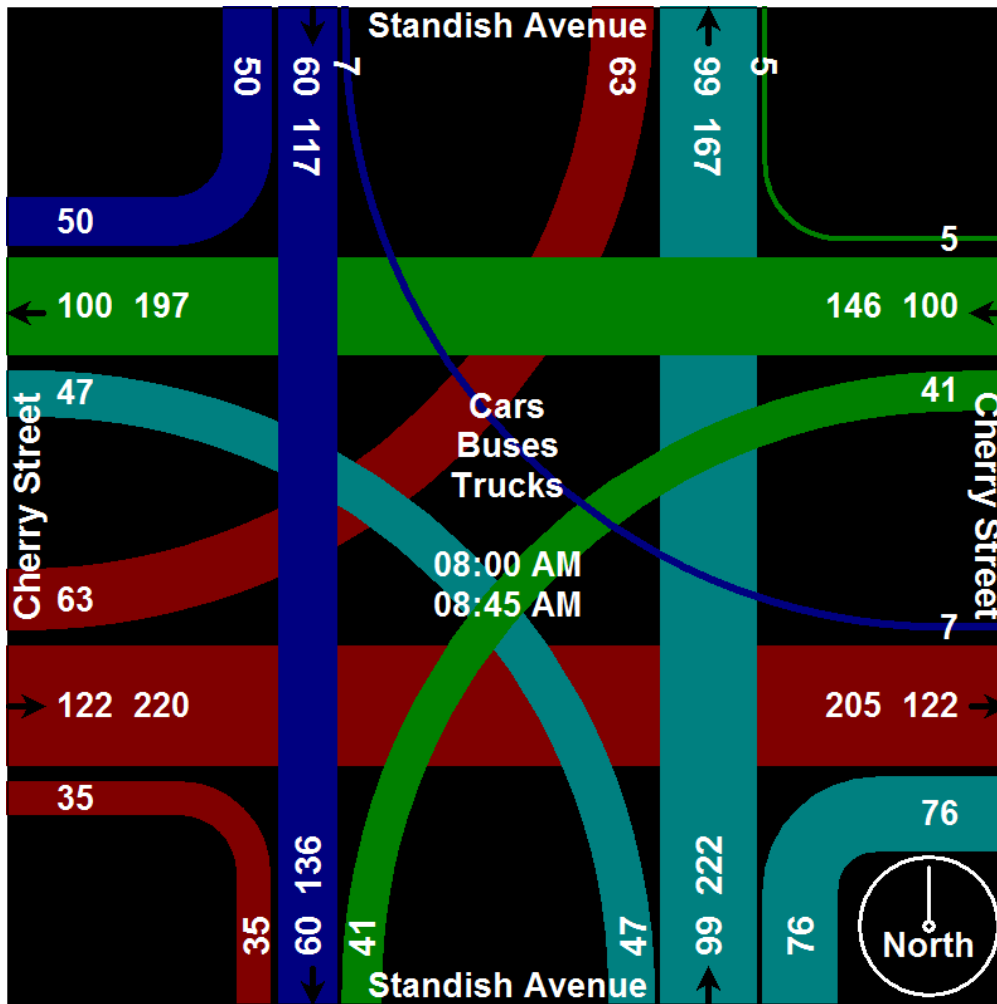 Standish Avenue
50
60 117
7
63
99 167
5
50
5
100 197
146 100
47
41
Cherry Street
Cherry Street
Cars
Buses
Trucks
08:00 AM
08:45 AM
63
7
122 220
205 122
35
76
35
60 136
41
47
99 222
76
North
Standish Avenue